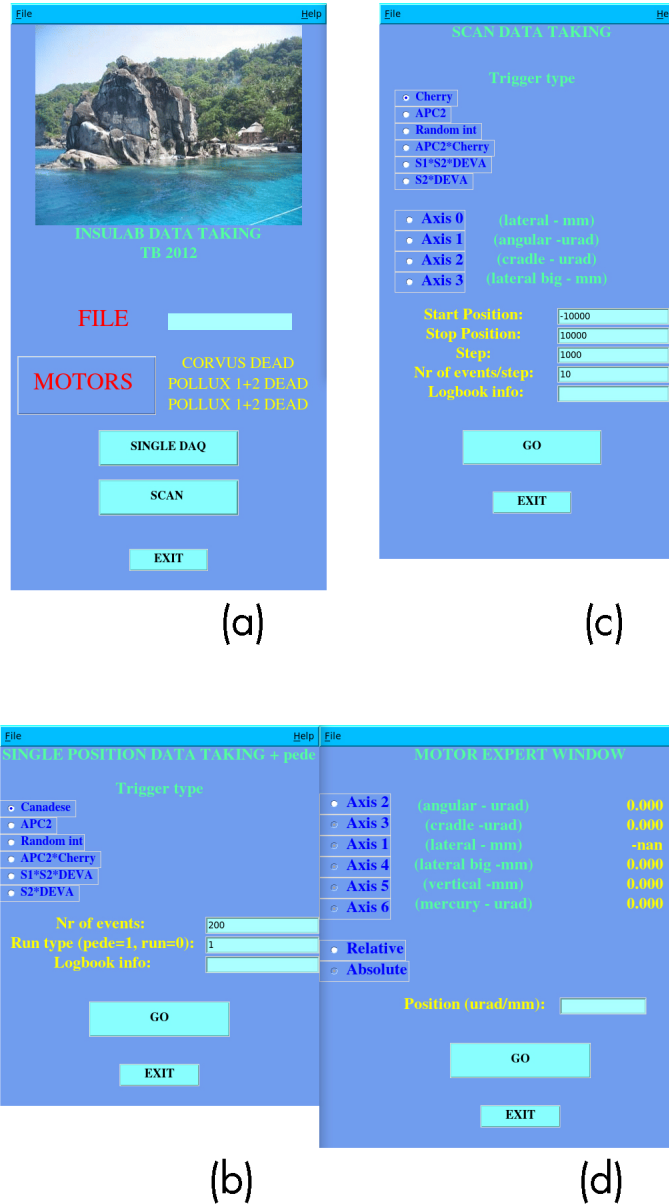 File Help
INSULAB DATA TAKING
TB 2012
FILE
MOTORS
CORVUS DEAD
POLLUX 1+2 DEAD
POLLUX 1+2 DEAD
SINGLE DAQ
SCAN
EXIT
(a)
File He
SCAN DATA TAKING
Trigger type
Cherry
APC2
Random int
APC2*Cherry
S1*S2*DEVA
S2*DEVA
Axis 0 (lateral - mm)
Axis 1 (angular -urad)
Axis 2 (cradle - urad)
Axis 3 (lateral big - mm)
Start Position: -10000
Stop Position: 10000
Step: 1000
Nr of events/step: 10
Logbook info:
GO
EXIT
(c)
File Help
SINGLE POSITION DATA TAKING + pede
Trigger type
Canadese
APC2
Random int
APC2*Cherry
S1*S2*DEVA
S2*DEVA
Nr of events: 200
Run type (pede=1, run=0): 1
Logbook info:
GO
EXIT
(b)
File
MOTOR EXPERT WINDOW
Axis 2 (angular - urad) 0.000
Axis 3 (cradle -urad) 0.000
Axis 1 (lateral - mm) -nan
Axis 4 (lateral big -mm) 0.000
Axis 5 (vertical -mm) 0.000
Axis 6 (mercury - urad) 0.000
Relative
Absolute
Position (urad/mm):
GO
EXIT
(d)